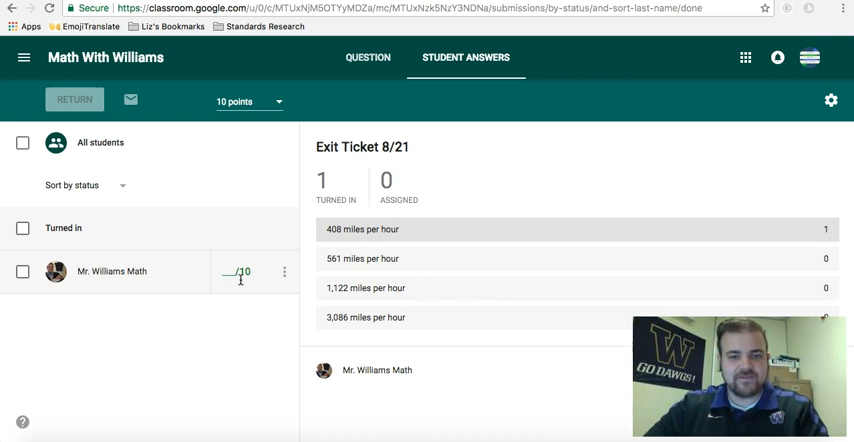 Secure https://classroom.google.com/u/0/c/MTUxNjM5OTYyMDZa/mc/MTUxNzk5NzY3NDNa/submissions/by-status/and-sort-last-name/done
Apps EmojiTranslate Liz's Bookmarks Standards Research
Math With Williams QUESTION STUDENT ANSWERS
RETURN 10 points
All students
Sort by status
Turned in
Mr. Williams Math __/10
Exit Ticket 8/21
1 0
TURNED IN ASSIGNED
408 miles per hour 1
561 miles per hour 0
1,122 miles per hour 0
3,086 miles per hour
Mr. Williams Math
W
GO DAWGS!
W
?